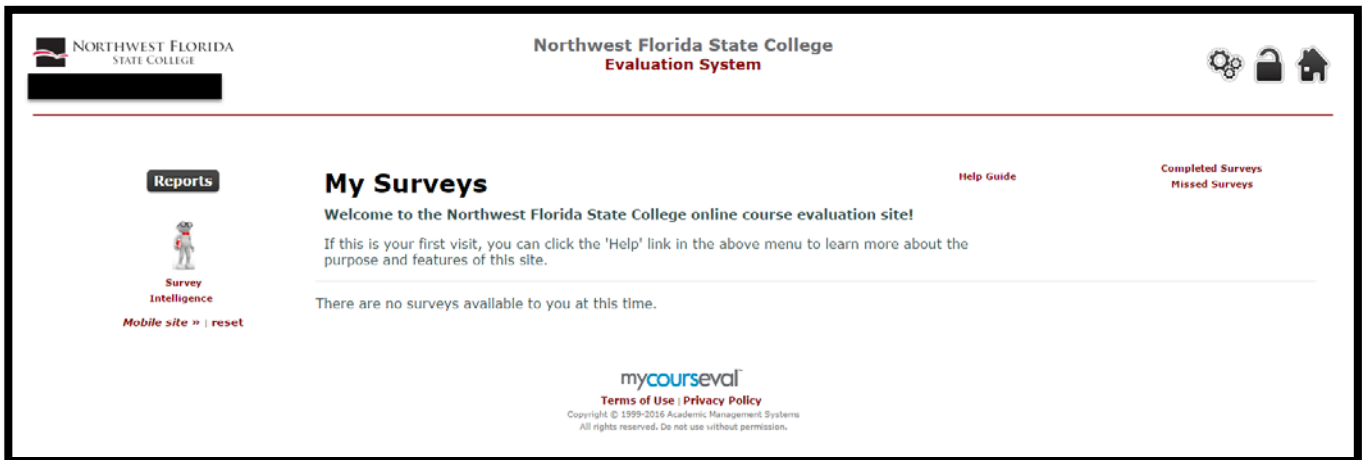 NORTHWEST FLORIDA
STATE COLLEGE
Northwest Florida State College
Evaluation System
Reports
Survey
Intelligence
Mobile site » | reset
My Surveys
Help Guide
Completed Surveys
Missed Surveys
Welcome to the Northwest Florida State College online course evaluation site!
If this is your first visit, you can click the 'Help' link in the above menu to learn more about the
purpose and features of this site.
There are no surveys available to you at this time.
mycourseval
Terms of Use | Privacy Policy
Copyright © 1999-2016 Academic Management Systems
All rights reserved. Do not use without permission.